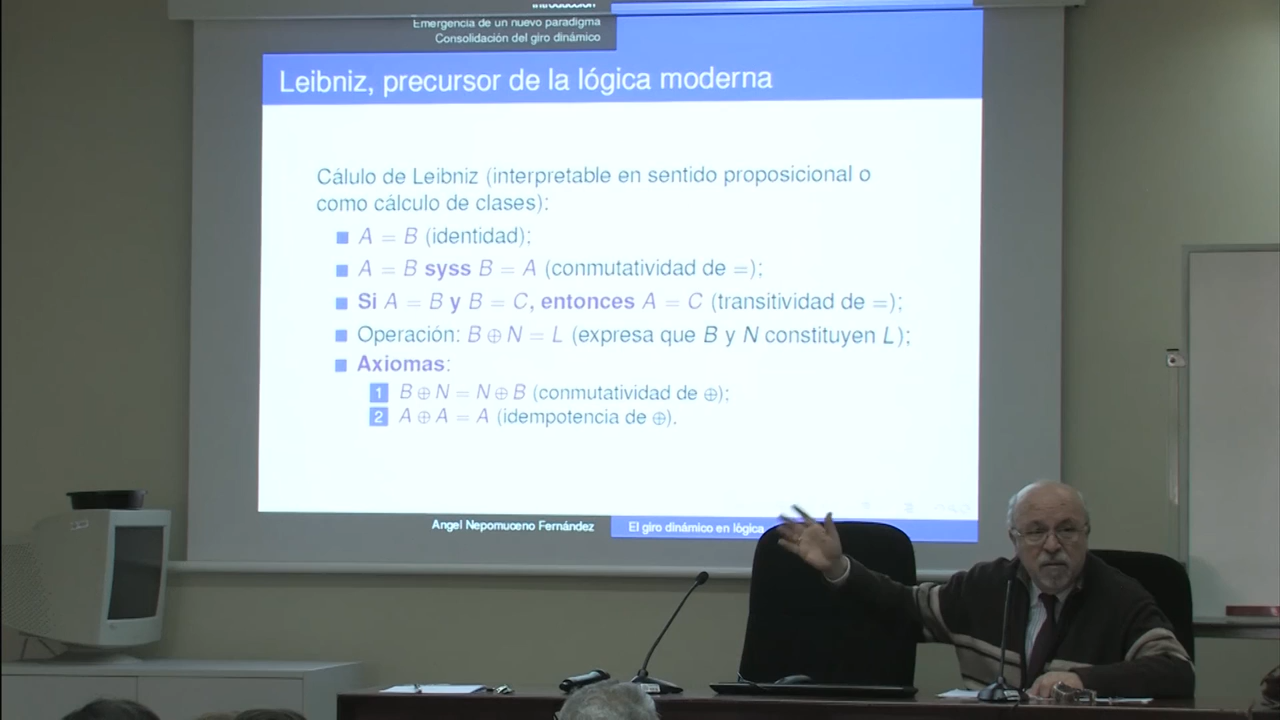 Introducción
Emergencia de un nuevo paradigma
Consolidación del giro dinámico
Leibniz, precursor de la lógica moderna
Cálulo de Leibniz (interpretable en sentido proposicional o
como cálculo de clases):
A = B (identidad);
A = B syss B = A (conmutatividad de =);
Si A = B y B = C, entonces A = C (transitividad de =);
Operación: B ⊕ N = L (expresa que B y N constituyen L);
Axiomas:
1 B ⊕ N = N ⊕ B (conmutatividad de ⊕);
2 A ⊕ A = A (idempotencia de ⊕).
Angel Nepomuceno Fernández El giro dinámico en lógica